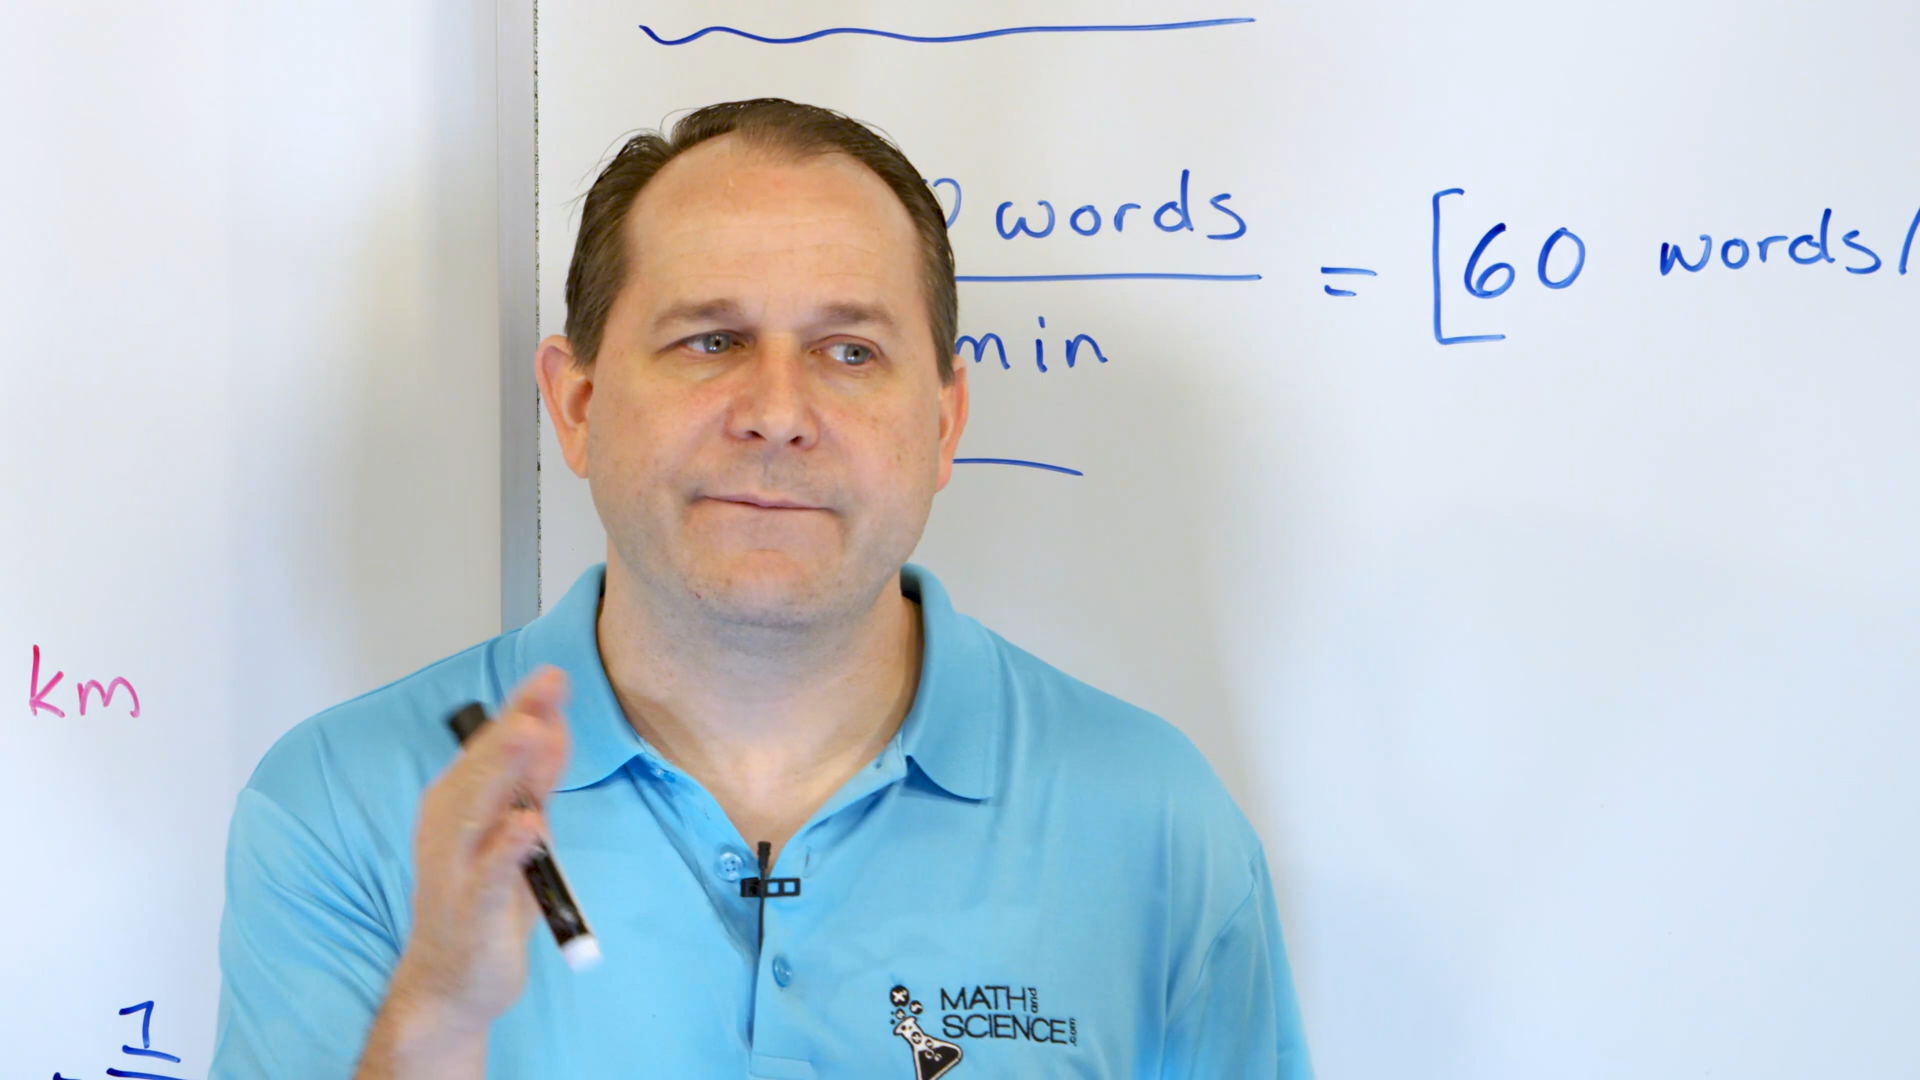 words = [60 words/
min
km
1
MATH and
SCIENCE .com